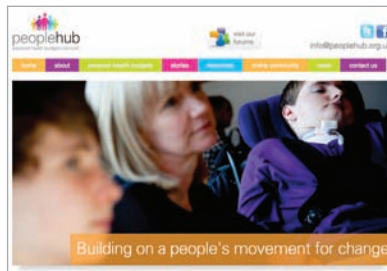 peoplehub
personal health budgets network
visit our
forums
info@peoplehub.org.u
home about personal health budgets stories resources online community news contact us
Building on a people's movement for change